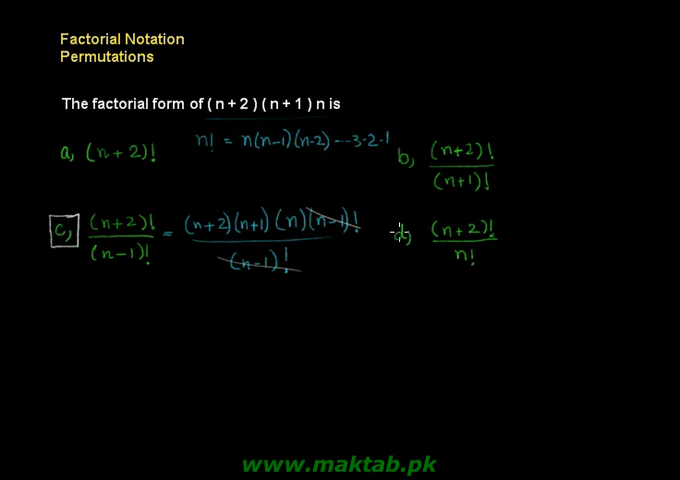 Factorial Notation
Permutations
The factorial form of ( n + 2 ) ( n + 1 ) n is
a, (n+2)!
n! = n(n-1)(n-2) ---3·2·1
b, (n+2)! / (n+1)!
c, (n+2)! / (n-1)! = (n+2)(n+1)(n)(n-1)! / (n-1)!
d) (n+2)! / n!
www.maktab.pk